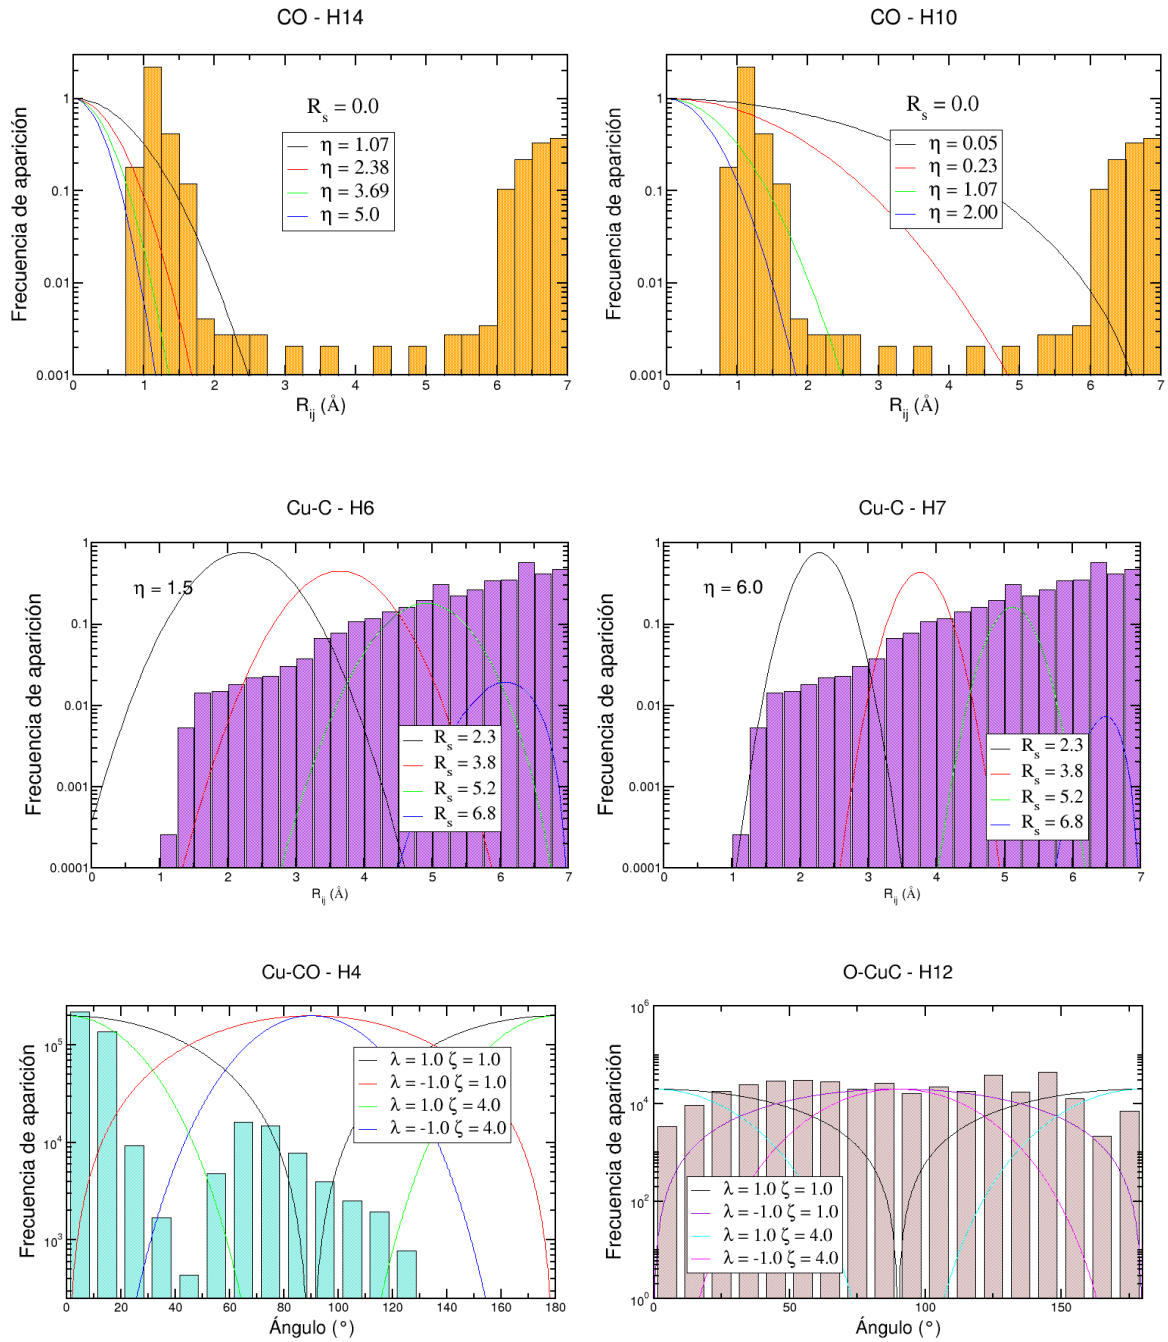 CO - H14
Frecuencia de aparición
1
0.1
0.01
0.001
R_s = 0.0
η = 1.07
η = 2.38
η = 3.69
η = 5.0
0 1 2 3 4 5 6 7
R_ij (Å)
CO - H10
Frecuencia de aparición
1
0.1
0.01
0.001
R_s = 0.0
η = 0.05
η = 0.23
η = 1.07
η = 2.00
0 1 2 3 4 5 6 7
R_ij (Å)
Cu-C - H6
Frecuencia de aparición
1
0.1
0.01
0.001
0.0001
η = 1.5
R_s = 2.3
R_s = 3.8
R_s = 5.2
R_s = 6.8
0 1 2 3 4 5 6 7
R_ij (Å)
Cu-C - H7
Frecuencia de aparición
1
0.1
0.01
0.001
0.0001
η = 6.0
R_s = 2.3
R_s = 3.8
R_s = 5.2
R_s = 6.8
0 1 2 3 4 5 6 7
R_ij (Å)
Cu-CO - H4
Frecuencia de aparición
10^5
10^4
10^3
λ = 1.0 ζ = 1.0
λ = -1.0 ζ = 1.0
λ = 1.0 ζ = 4.0
λ = -1.0 ζ = 4.0
0 20 40 60 80 100 120 140 160 180
Ángulo (°)
O-CuC - H12
Frecuencia de aparición
10^6
10^4
10^2
10^0
λ = 1.0 ζ = 1.0
λ = -1.0 ζ = 1.0
λ = 1.0 ζ = 4.0
λ = -1.0 ζ = 4.0
0 50 100 150
Ángulo (°)